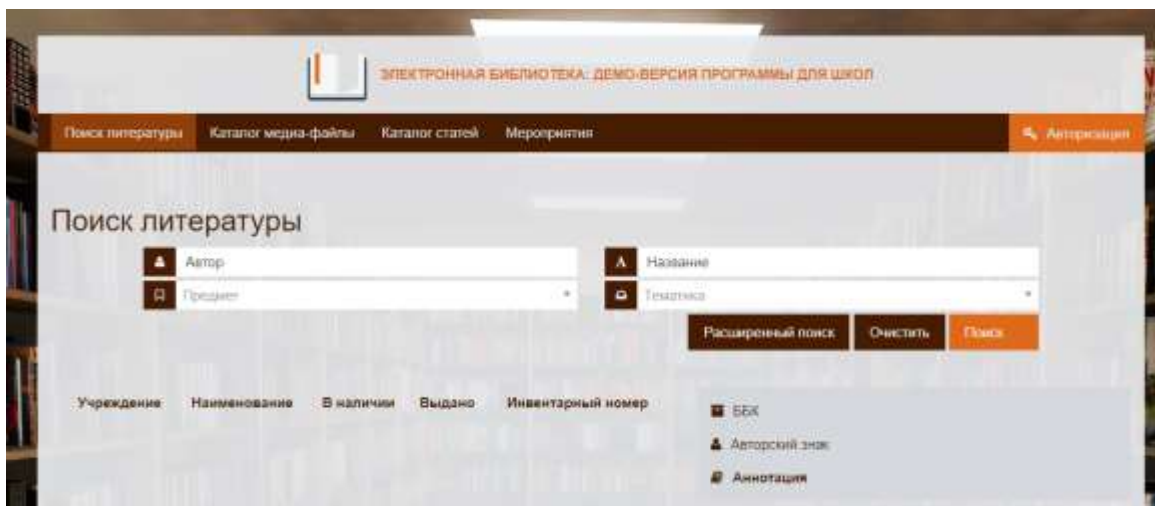 ЭЛЕКТРОННАЯ БИБЛИОТЕКА: ДЕМО-ВЕРСИЯ ПРОГРАММЫ ДЛЯ ШКОЛ
Поиск литературы Каталог медиа-файлы Каталог статей Мероприятия Авторизация
Поиск литературы
Автор Название
Предмет Тематика
Расширенный поиск Очистить Поиск
Учреждение Наименование В наличии Выдано Инвентарный номер
ББК
Авторский знак
Аннотация